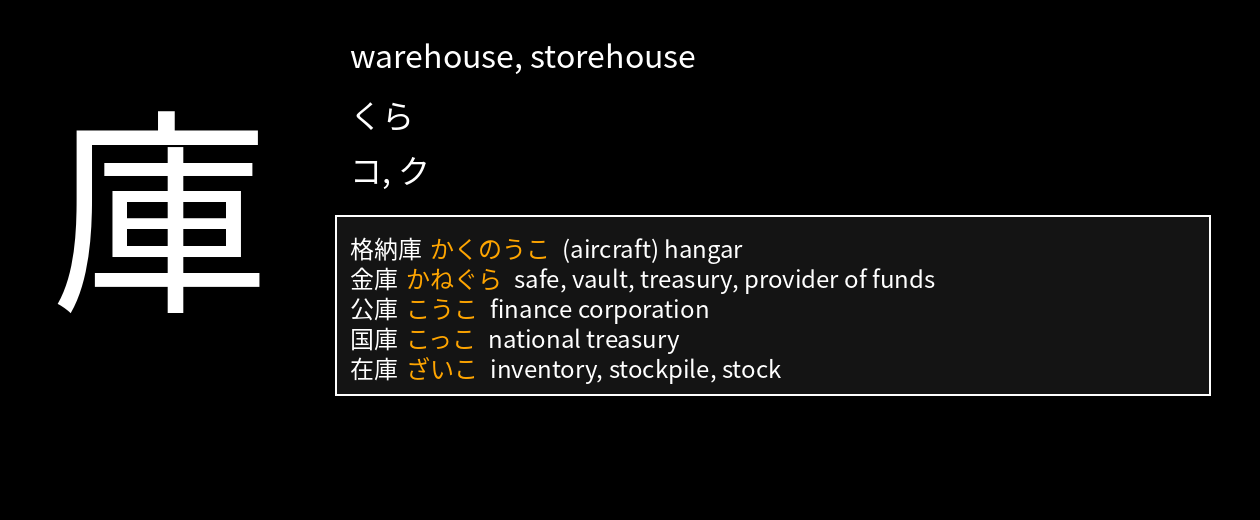 庫
warehouse, storehouse
くら
コ, ク
格納庫 かくのうこ (aircraft) hangar
金庫 かねぐら safe, vault, treasury, provider of funds
公庫 こうこ finance corporation
国庫 こっこ national treasury
在庫 ざいこ inventory, stockpile, stock